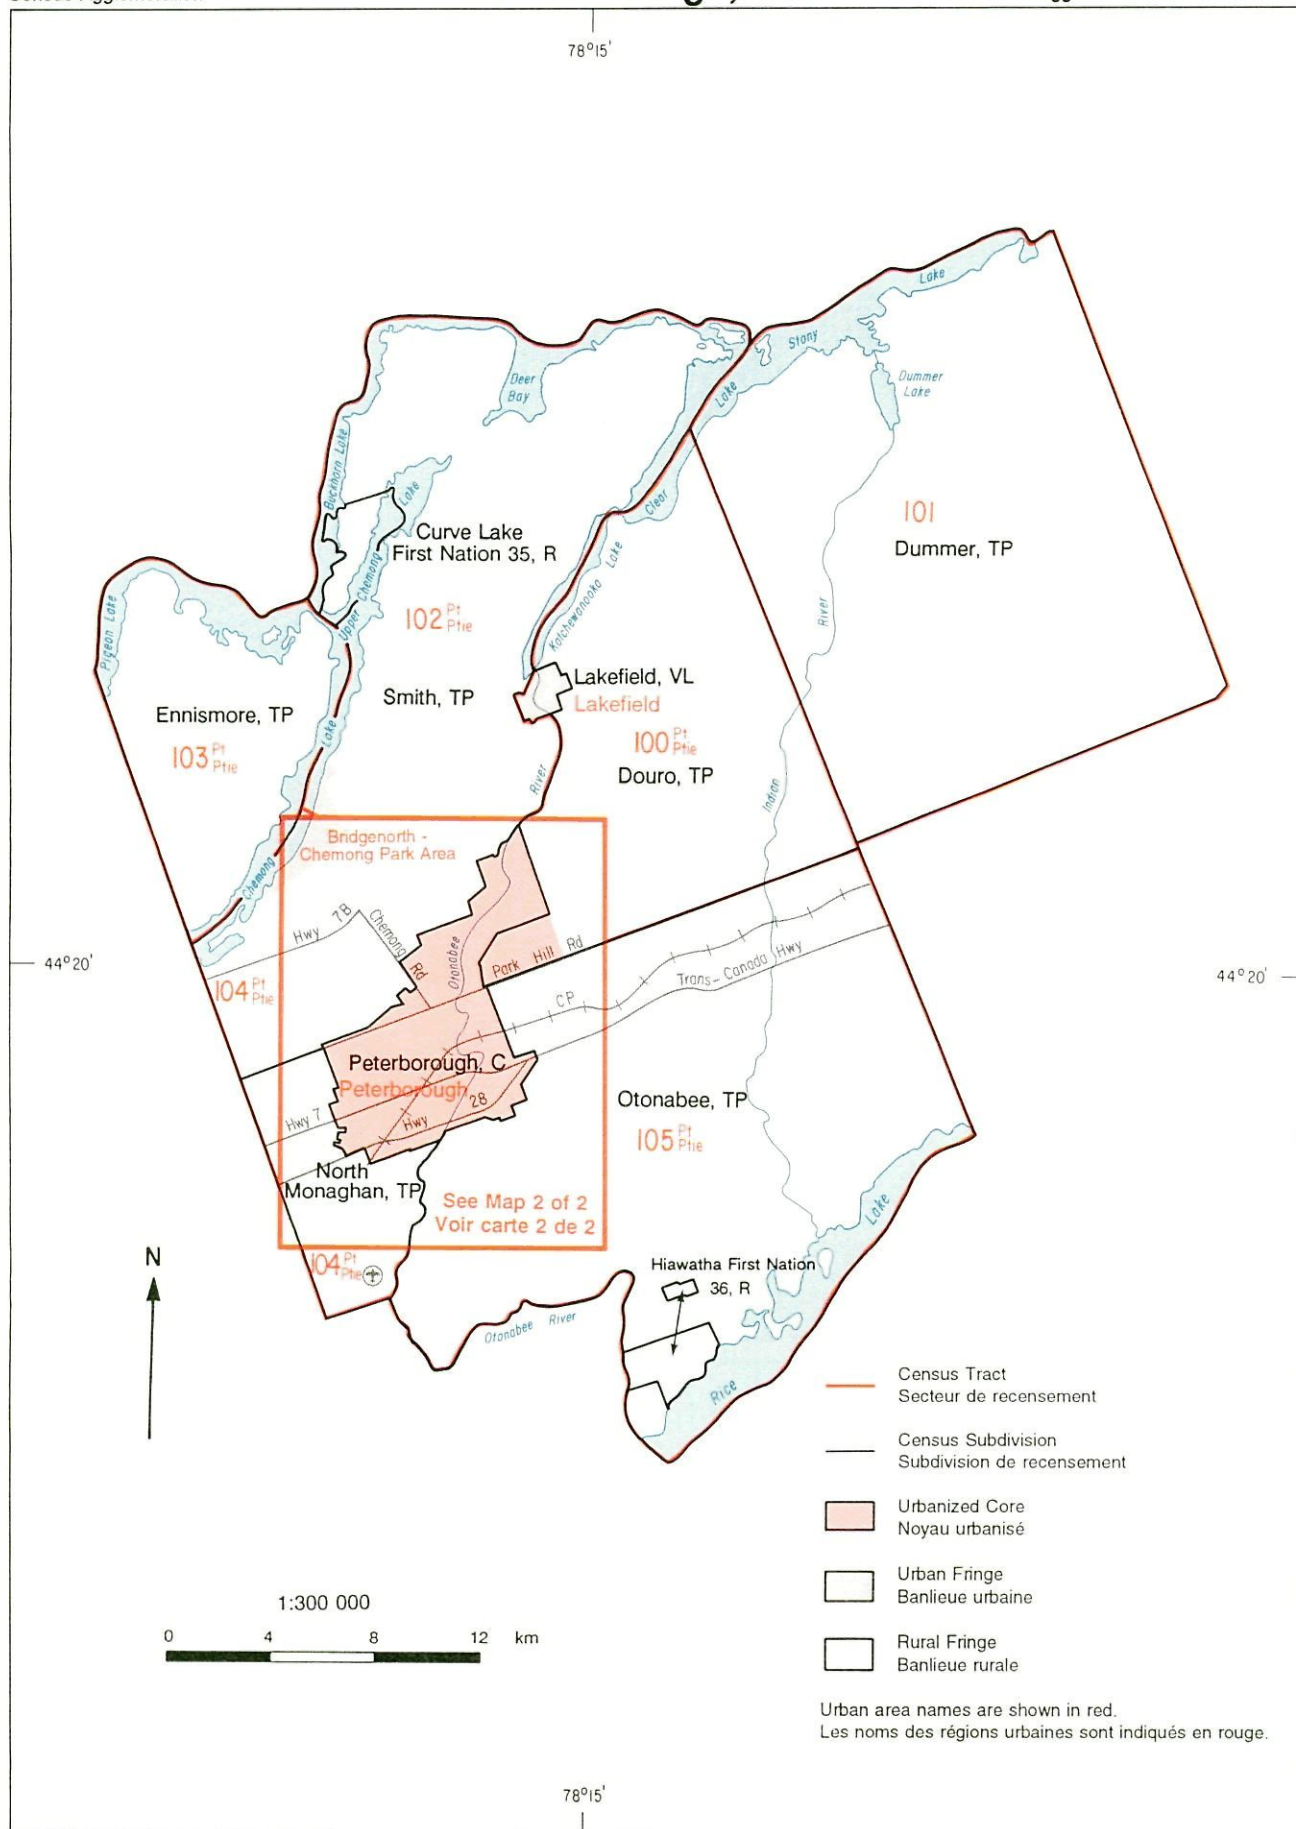 78°15'
Lake
Stony
Deer
Bay
Dummer
Lake
Lake
Buckhorn Lake
Lake
Clear
101
Dummer, TP
Curve Lake
First Nation 35, R
Katchewanooka Lake
Upper Chemong
102 Pt
Ptie
Pigeon Lake
River
Lakefield, VL
Lakefield
Smith, TP
Ennismore, TP
Lake
103 Pt
Ptie
100 Pt
Ptie
Douro, TP
River
Indian
Bridgenorth -
Chemong Park Area
Chemong
Hwy 7B
Chemong Rd
Otonabee
Park Hill Rd
44°20'
44°20'
Trans-Canada Hwy
104 Pt
Ptie
CP
Peterborough, C
Peterborough
Otonabee, TP
Hwy 7
Hwy 28
105 Pt
Ptie
North
Monaghan, TP
See Map 2 of 2
Voir carte 2 de 2
Lake
N
104 Pt
Ptie
Hiawatha First Nation
36, R
Otonabee River
Rice
Census Tract
Secteur de recensement
Census Subdivision
Subdivision de recensement
Urbanized Core
Noyau urbanisé
Urban Fringe
Banlieue urbaine
1:300 000
0 4 8 12 km
Rural Fringe
Banlieue rurale
Urban area names are shown in red.
Les noms des régions urbaines sont indiqués en rouge.
78°15'